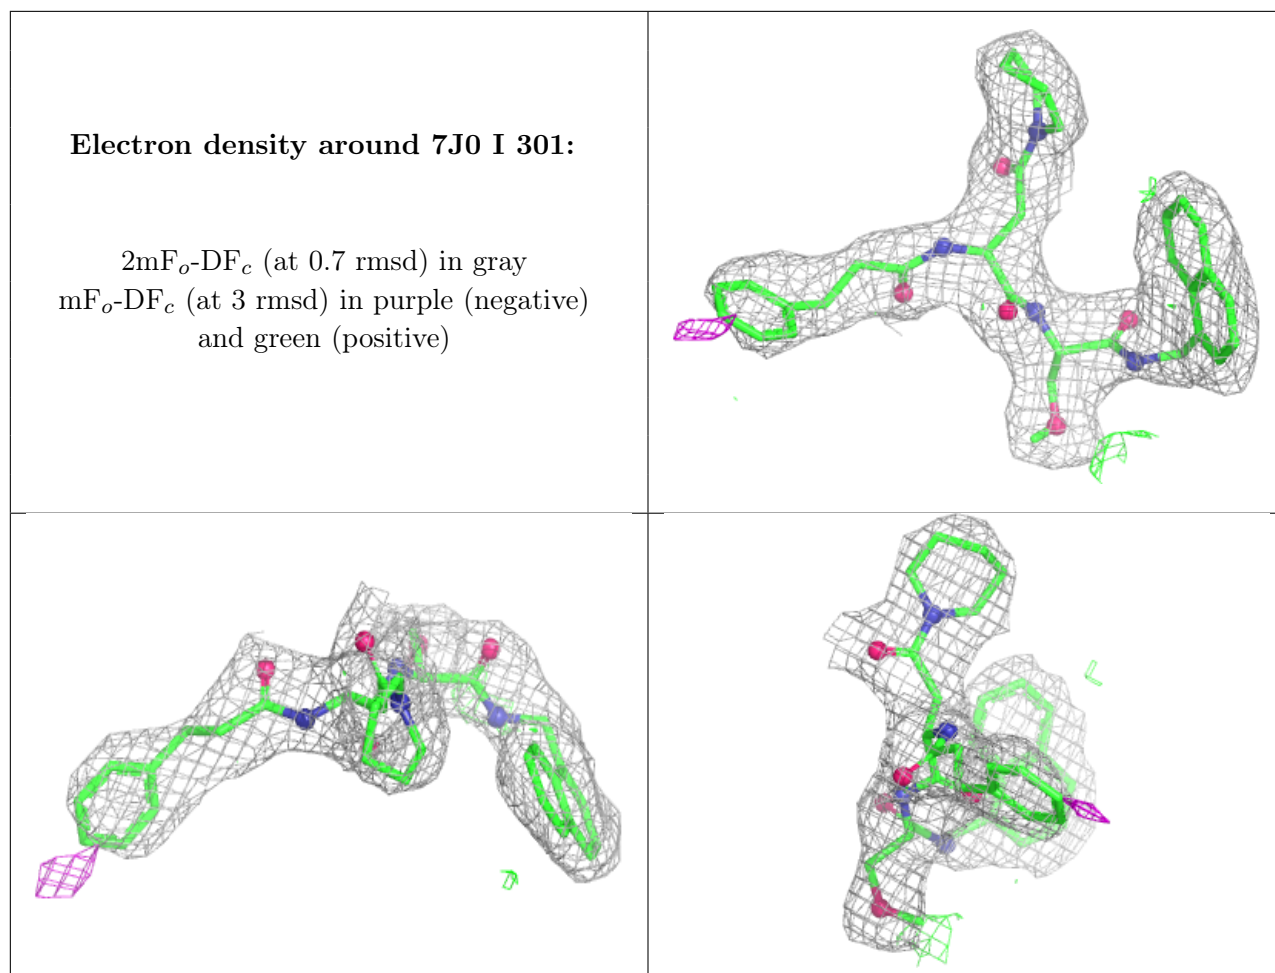 Electron density around 7J0 I 301:
2mFo-DFc (at 0.7 rmsd) in gray
mFo-DFc (at 3 rmsd) in purple (negative)
and green (positive)